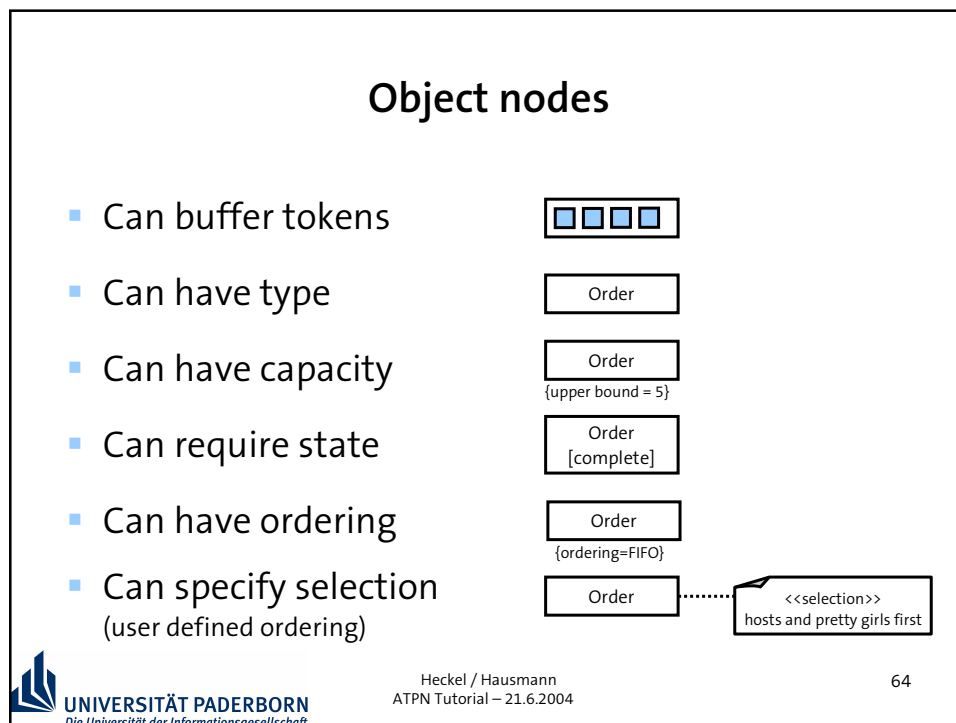 Object nodes
Can buffer tokens
Can have type
Order
Can have capacity
Order
{upper bound = 5}
Can require state
Order
[complete]
Can have ordering
Order
{ordering=FIFO}
Can specify selection
(user defined ordering)
Order
<<selection>>
hosts and pretty girls first
UNIVERSITÄT PADERBORN
Die Universität der Informationsgesellschaft
Heckel / Hausmann
ATPN Tutorial – 21.6.2004
64